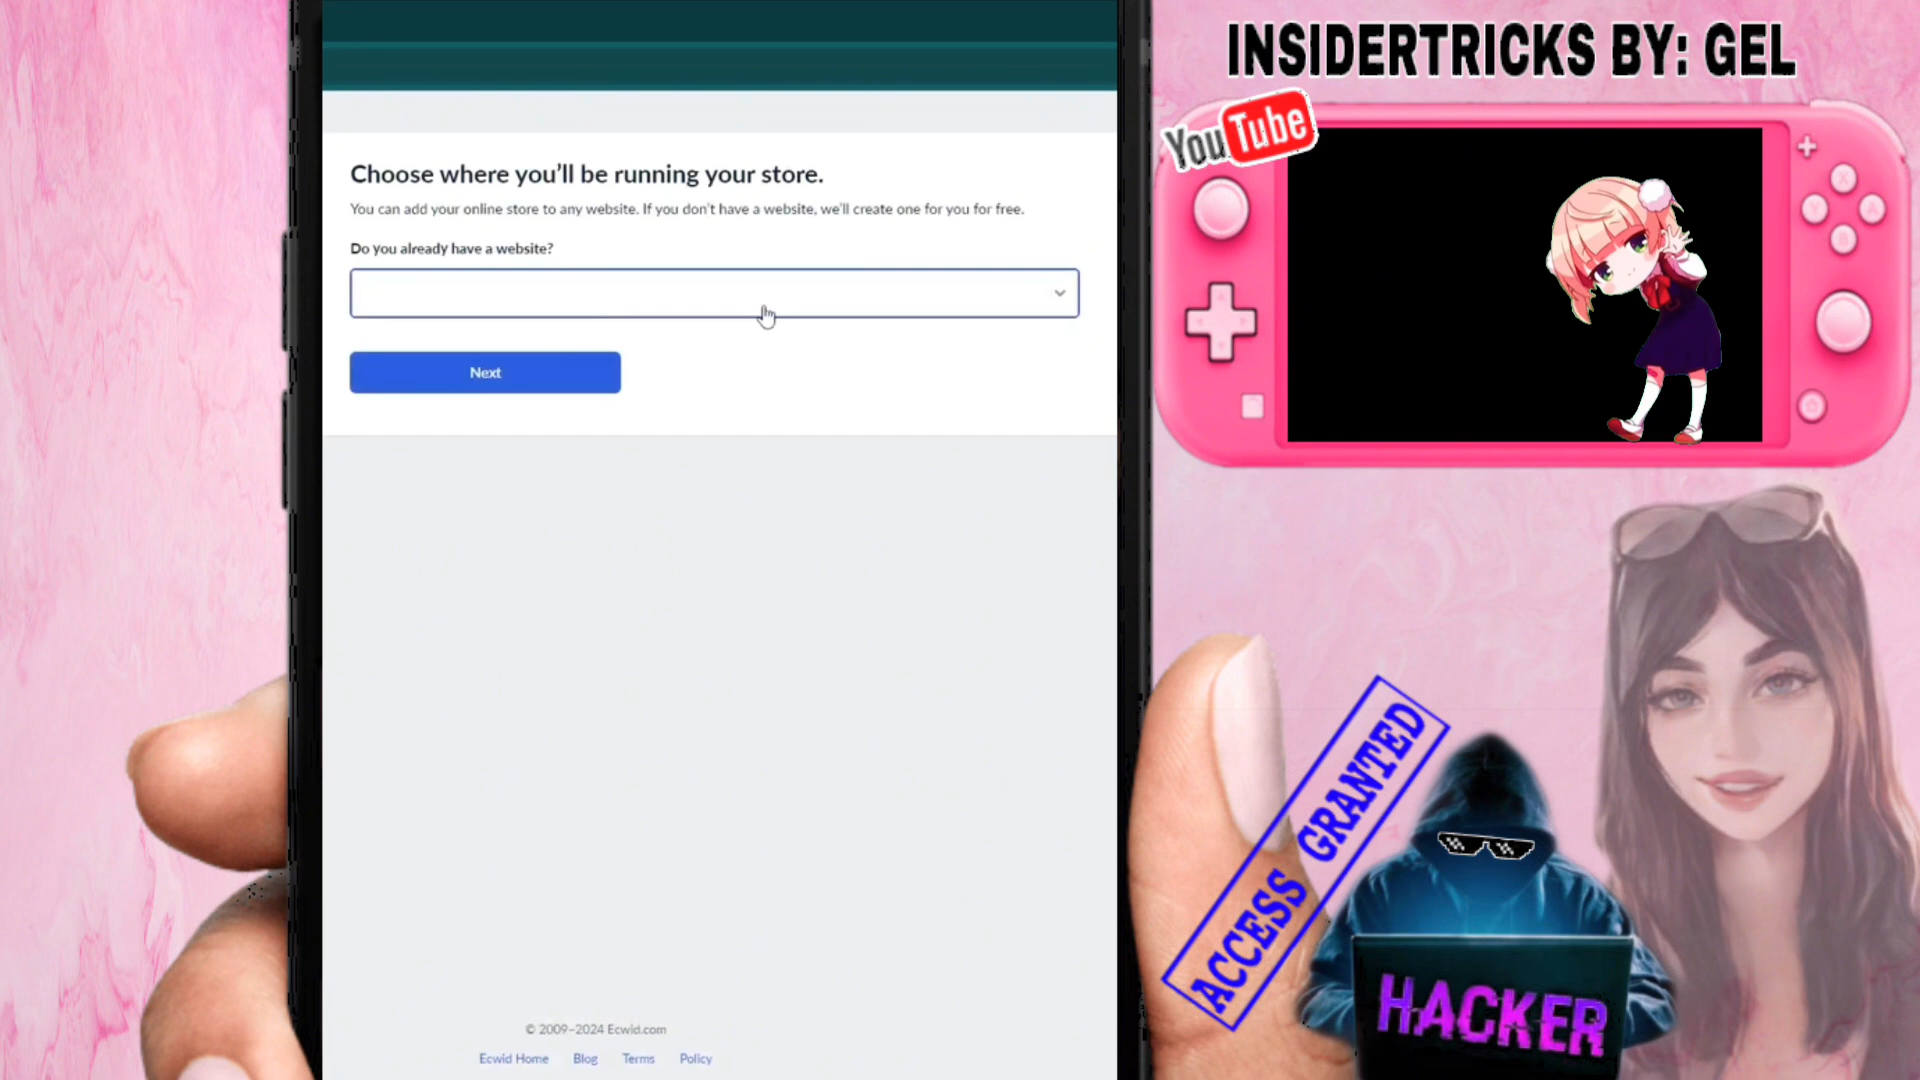 INSIDERTRICKS BY: GEL
YouTube
Choose where you'll be running your store.
You can add your online store to any website. If you don't have a website, we'll create one for you for free.
Do you already have a website?
Next
© 2009–2024 Ecwid.com
Ecwid Home Blog Terms Policy
X
Y
A
B
ACCESS GRANTED
HACKER